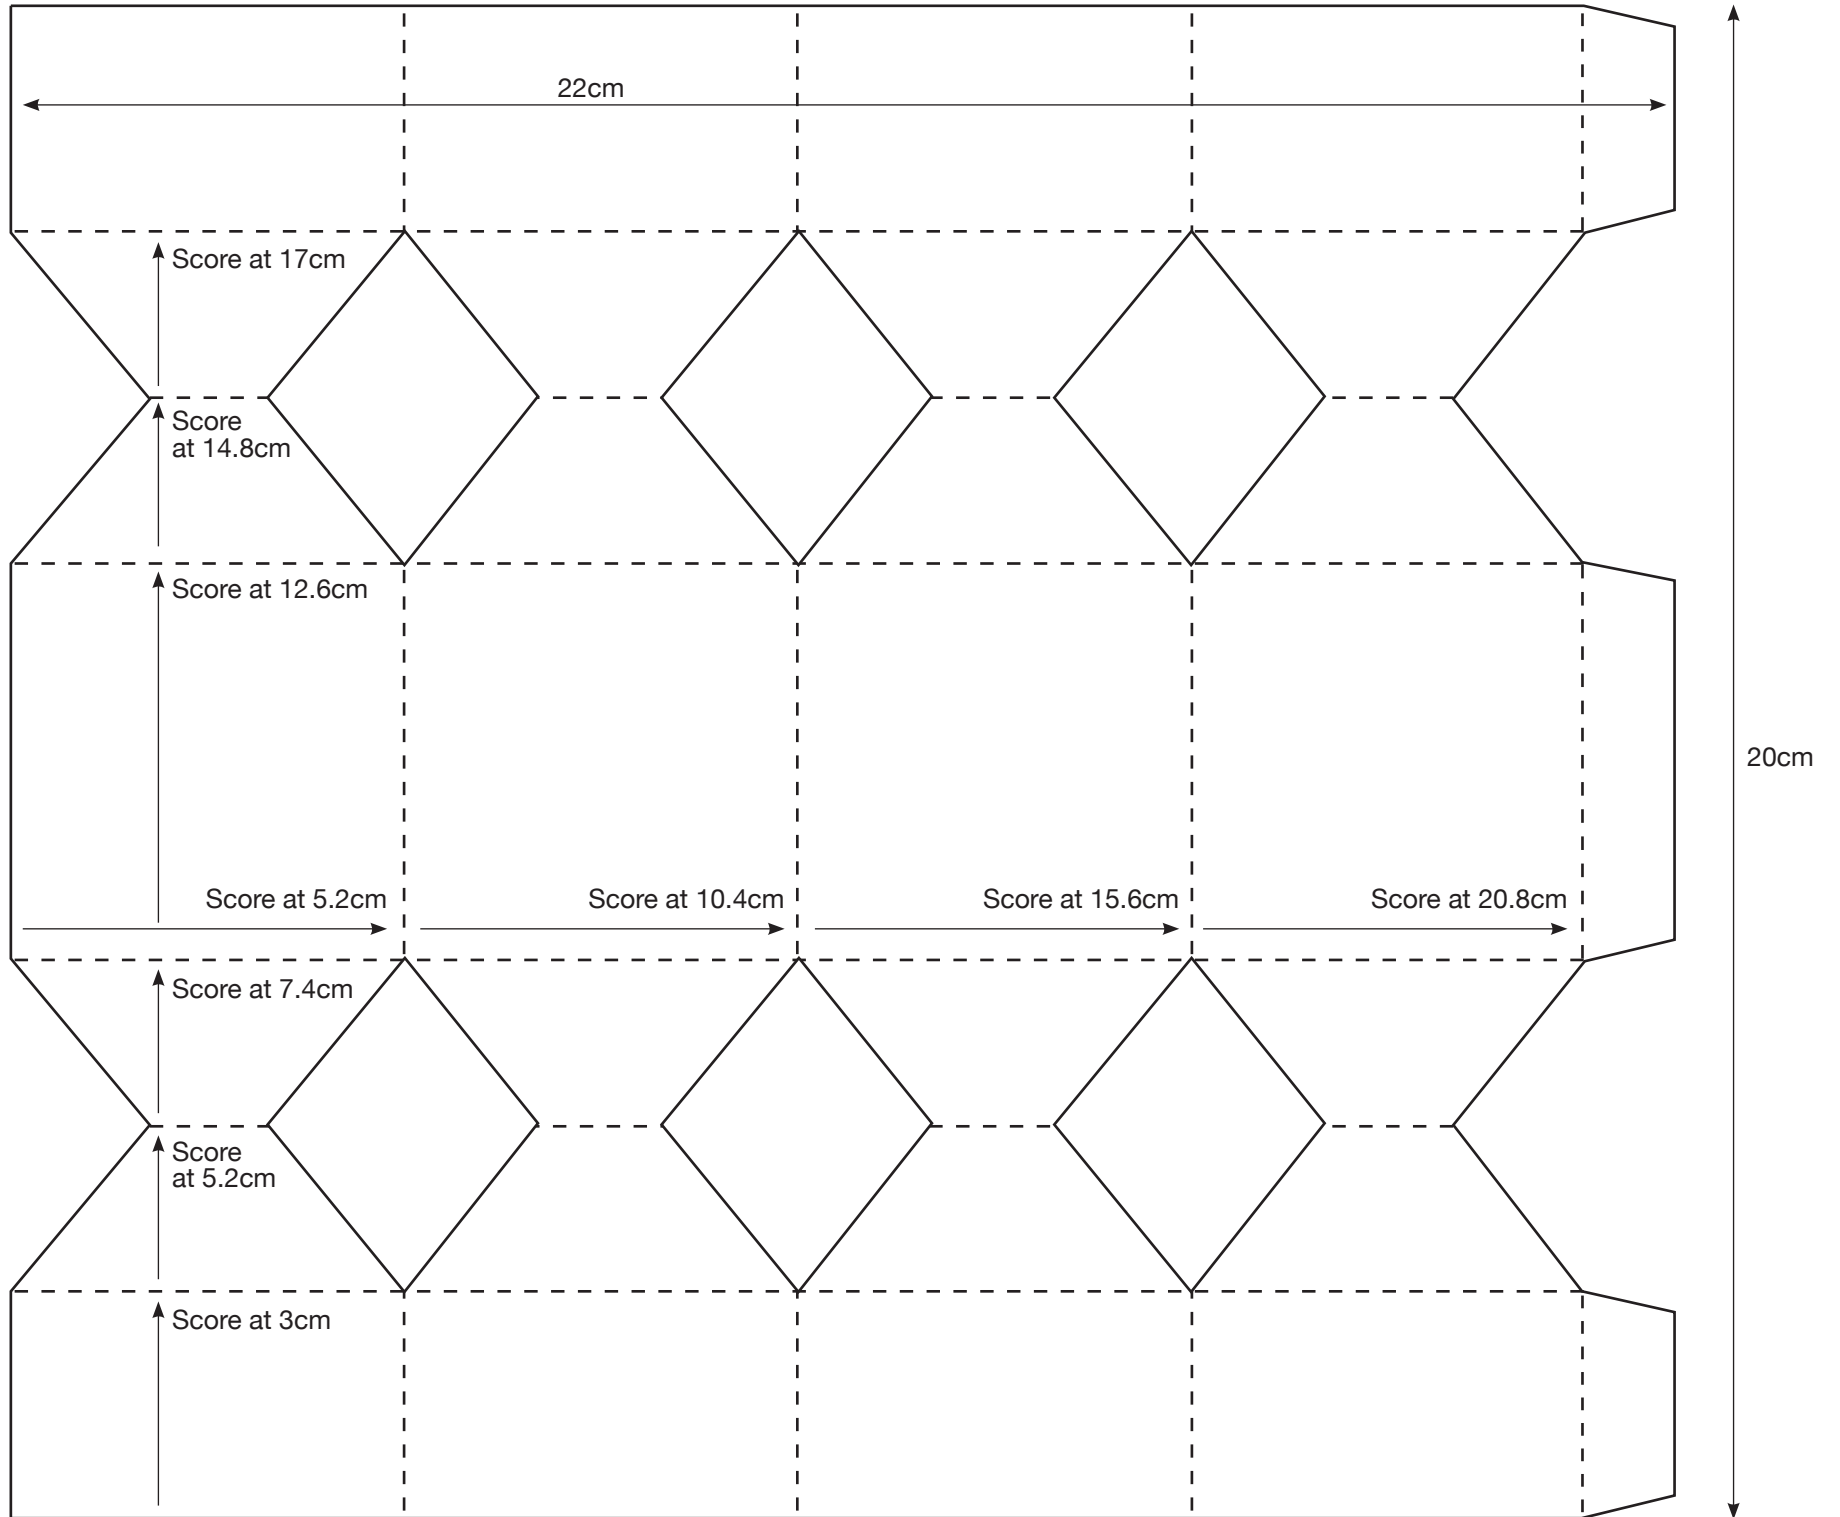 22cm
Score at 17cm
Score
at 14.8cm
Score at 12.6cm
20cm
Score at 5.2cm
Score at 10.4cm
Score at 15.6cm
Score at 20.8cm
Score at 7.4cm
Score
at 5.2cm
Score at 3cm